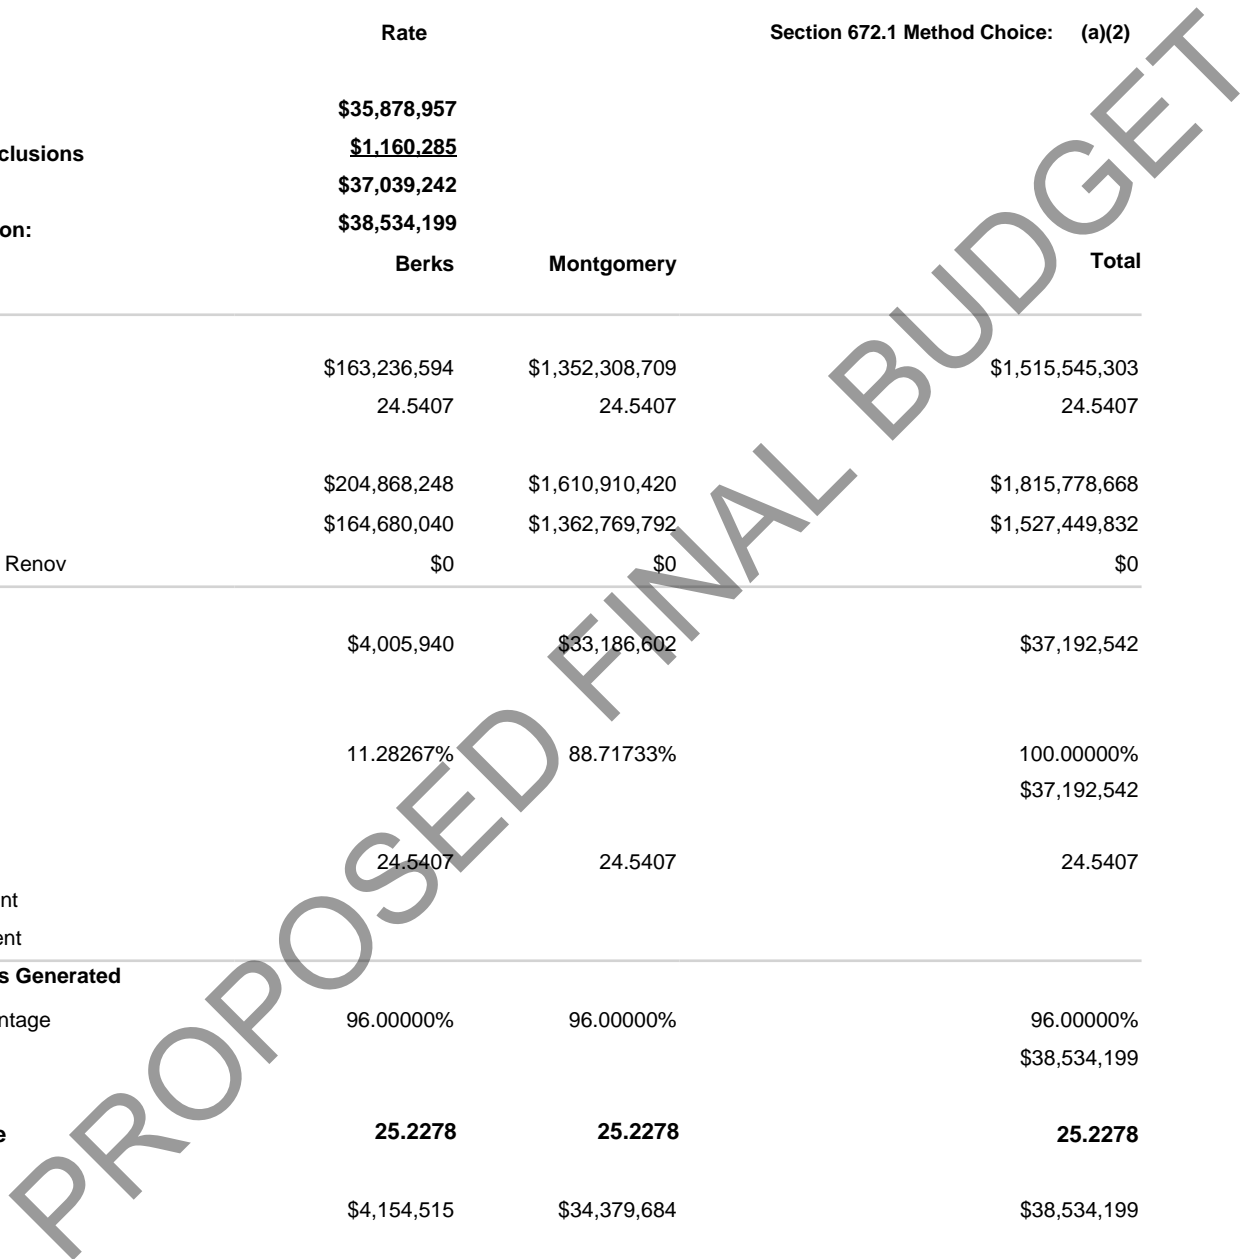 Rate Section 672.1 Method Choice: (a)(2)
$35,878,957
clusions $1,160,285
$37,039,242
on: $38,534,199
Berks Montgomery Total
$163,236,594 $1,352,308,709 $1,515,545,303
24.5407 24.5407 24.5407
$204,868,248 $1,610,910,420 $1,815,778,668
$164,680,040 $1,362,769,792 $1,527,449,832
Renov $0 $0 $0
$4,005,940 $33,186,602 $37,192,542
11.28267% 88.71733% 100.00000%
$37,192,542
24.5407 24.5407 24.5407
nt
ent
s Generated
ntage 96.00000% 96.00000% 96.00000%
$38,534,199
e 25.2278 25.2278 25.2278
$4,154,515 $34,379,684 $38,534,199
PROPOSED FINAL BUDGET